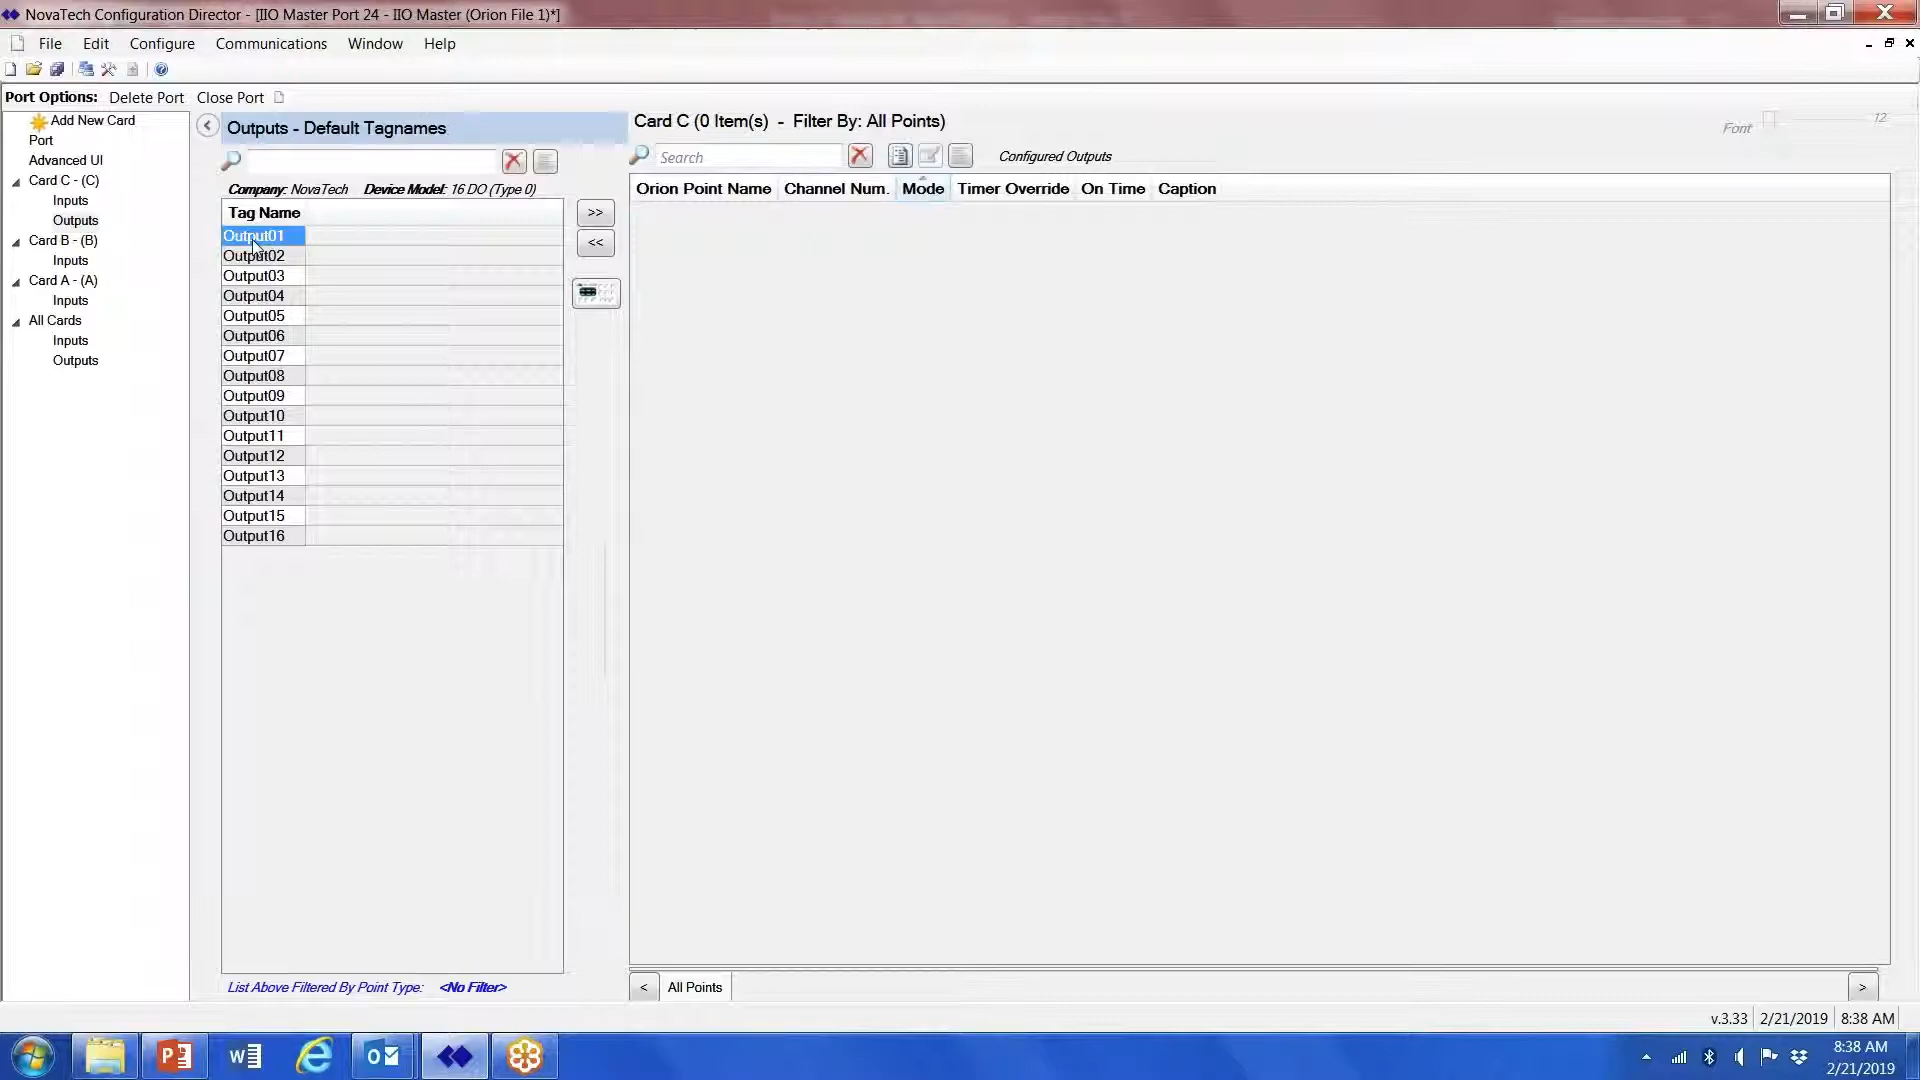 NovaTech Configuration Director - [IIO Master Port 24 - IIO Master (Orion File 1)*]
File Edit Configure Communications Window Help
Port Options: Delete Port Close Port
Add New Card
Port
Advanced UI
Card C - (C)
Inputs
Outputs
Card B - (B)
Inputs
Card A - (A)
Inputs
All Cards
Inputs
Outputs
Outputs - Default Tagnames
Company: NovaTech Device Model: 16 DO (Type 0)
Tag Name
Output01
Output02
Output03
Output04
Output05
Output06
Output07
Output08
Output09
Output10
Output11
Output12
Output13
Output14
Output15
Output16
List Above Filtered By Point Type: <No Filter>
>>
<<
Card C (0 Item(s) - Filter By: All Points)
Font 12
Search
Configured Outputs
Orion Point Name Channel Num. Mode Timer Override On Time Caption
< All Points >
v.3.33 2/21/2019 8:38 AM
8:38 AM
2/21/2019